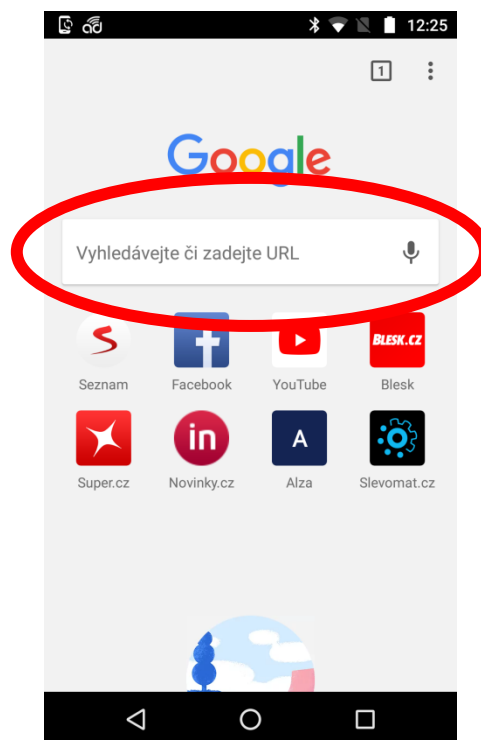 12:25
1
Google
Vyhledávejte či zadejte URL
BLESK.CZ
Seznam Facebook YouTube Blesk
in A
Super.cz Novinky.cz Alza Slevomat.cz